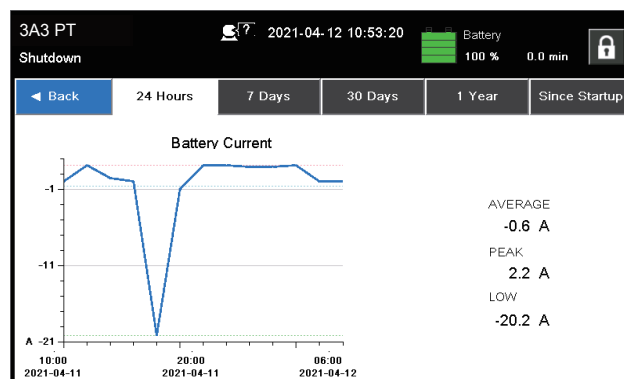 3A3 PT
? 2021-04-12 10:53:20
Battery
Shutdown
100 % 0.0 min
◄ Back 24 Hours 7 Days 30 Days 1 Year Since Startup
Battery Current
-1
-11
A -21
10:00 20:00 06:00
2021-04-11 2021-04-11 2021-04-12
AVERAGE
-0.6 A
PEAK
2.2 A
LOW
-20.2 A